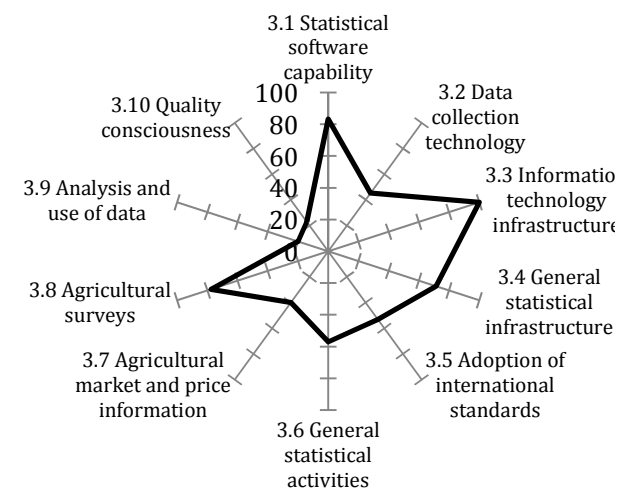 3.1 Statistical
software
capability
100
80
60
40
20
0
3.2 Data
collection
technology
3.3 Informatio
technology
infrastructure
3.4 General
statistical
infrastructure
3.5 Adoption of
international
standards
3.6 General
statistical
activities
3.7 Agricultural
market and price
information
3.8 Agricultural
surveys
3.9 Analysis and
use of data
3.10 Quality
consciousness